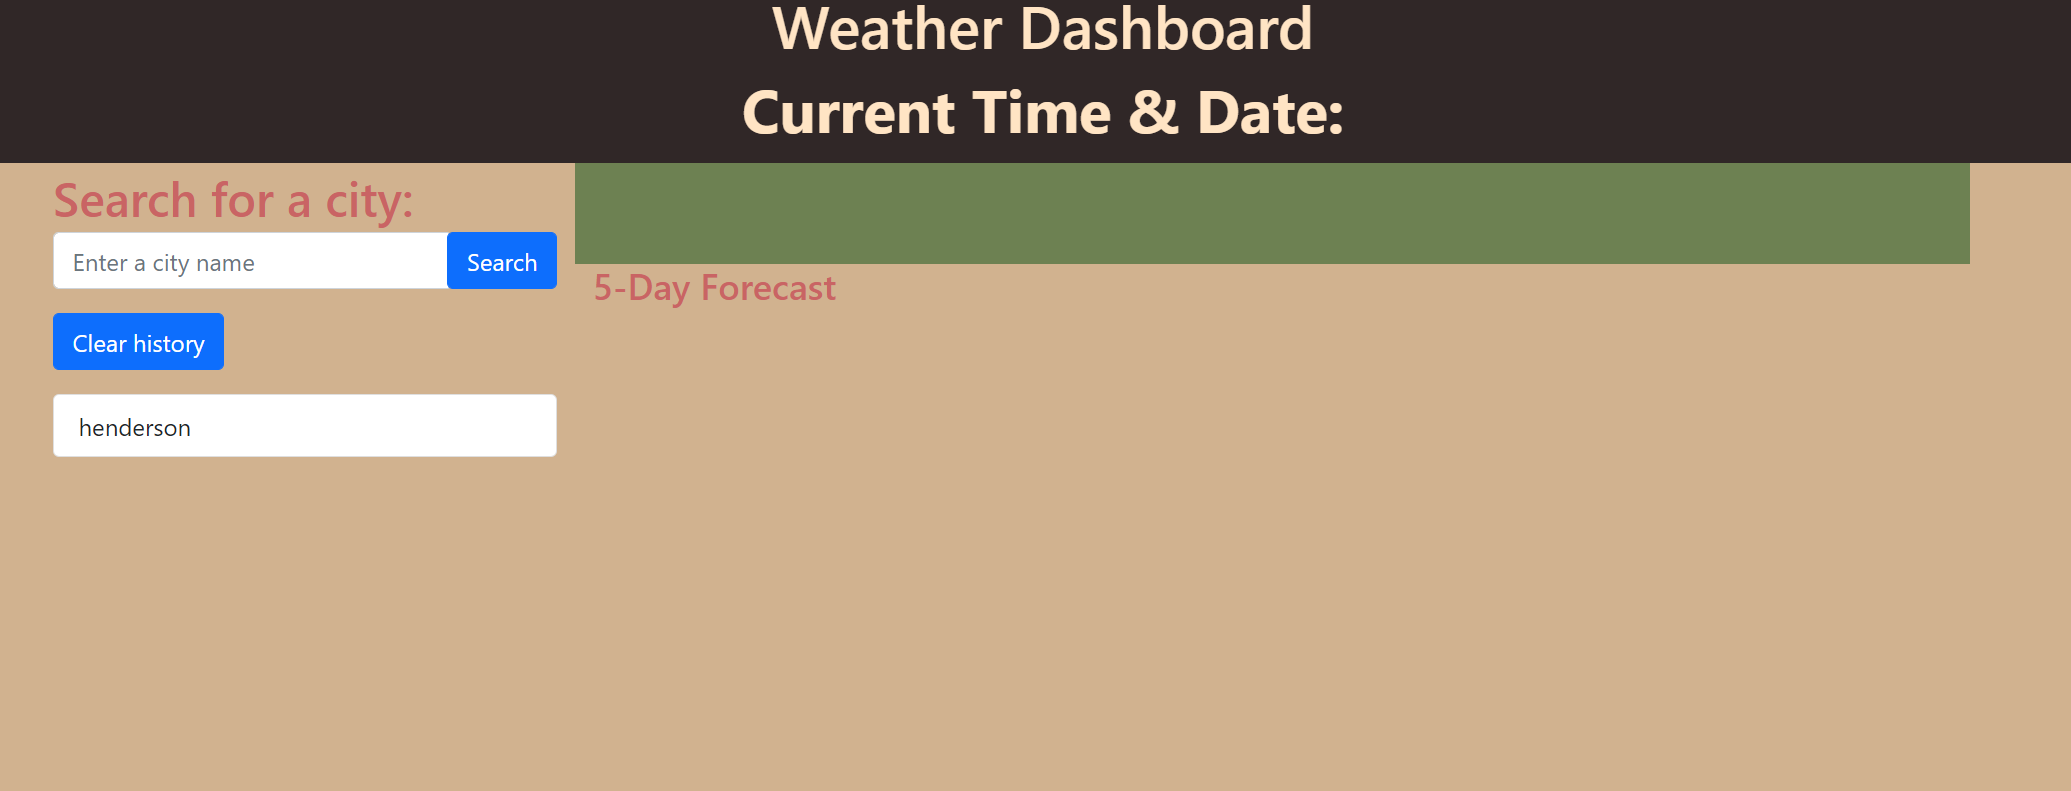 Weather Dashboard
Current Time & Date:
Search for a city:
Enter a city name
Search
Clear history
henderson
5-Day Forecast